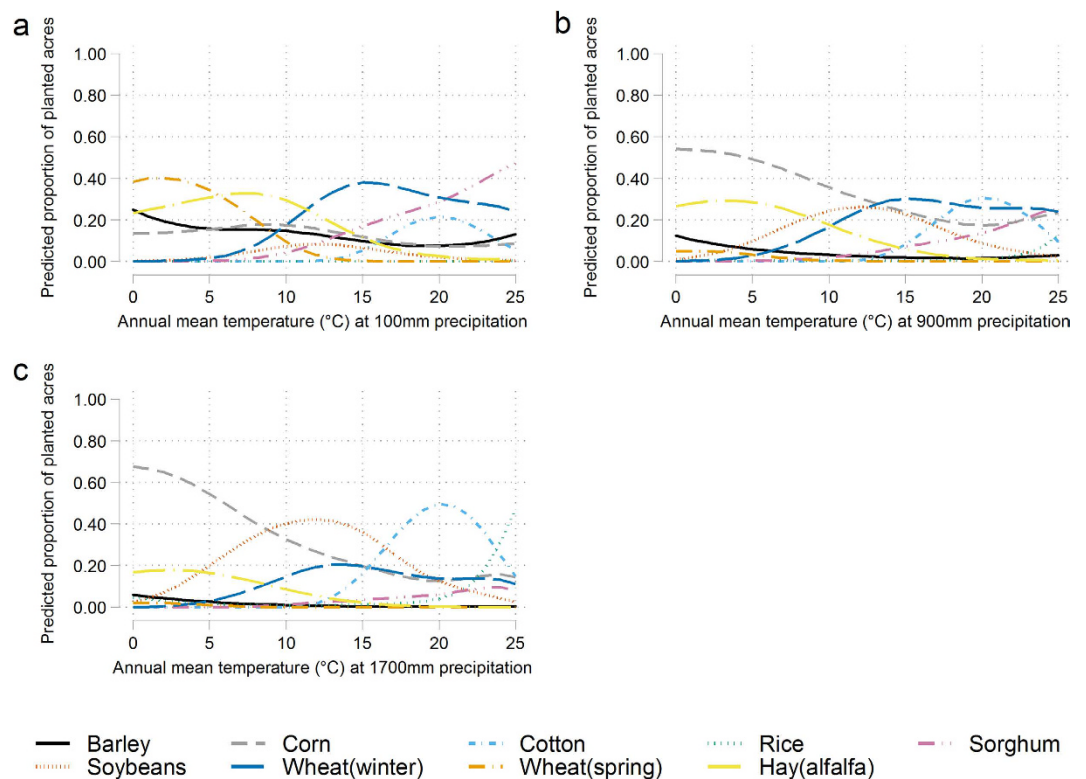 a
Predicted proportion of planted acres
1.00
0.80
0.60
0.40
0.20
0.00
0 5 10 15 20 25
Annual mean temperature (°C) at 100mm precipitation
b
Predicted proportion of planted acres
1.00
0.80
0.60
0.40
0.20
0.00
0 5 10 15 20 25
Annual mean temperature (°C) at 900mm precipitation
c
Predicted proportion of planted acres
1.00
0.80
0.60
0.40
0.20
0.00
0 5 10 15 20 25
Annual mean temperature (°C) at 1700mm precipitation
Barley Corn Cotton Rice Sorghum
Soybeans Wheat(winter) Wheat(spring) Hay(alfalfa)